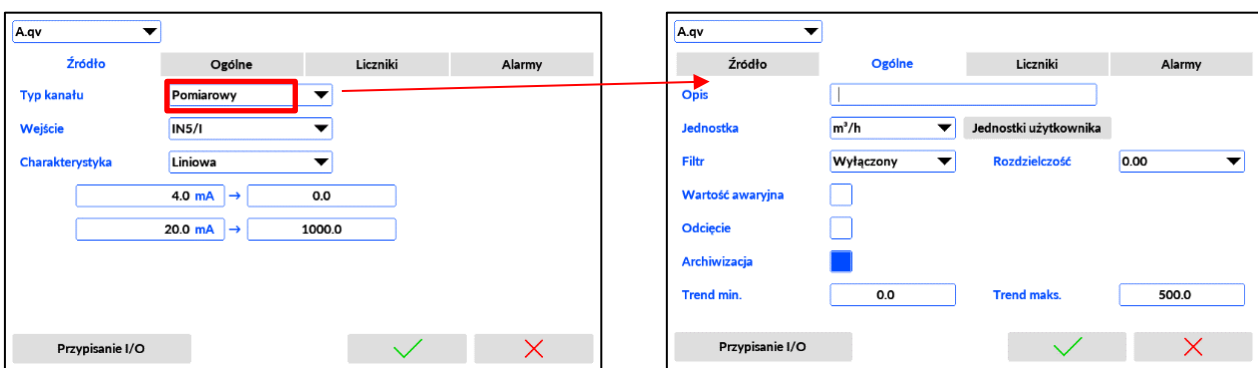 A.qv
Źródło Ogólne Liczniki Alarmy
Typ kanału Pomiarowy
Wejście IN5/I
Charakterystyka Liniowa
4.0 mA → 0.0
20.0 mA → 1000.0
Przypisanie I/O
A.qv
Źródło Ogólne Liczniki Alarmy
Opis
Jednostka m³/h Jednostki użytkownika
Filtr Wyłączony Rozdzielczość 0.00
Wartość awaryjna
Odcięcie
Archiwizacja
Trend min. 0.0 Trend maks. 500.0
Przypisanie I/O